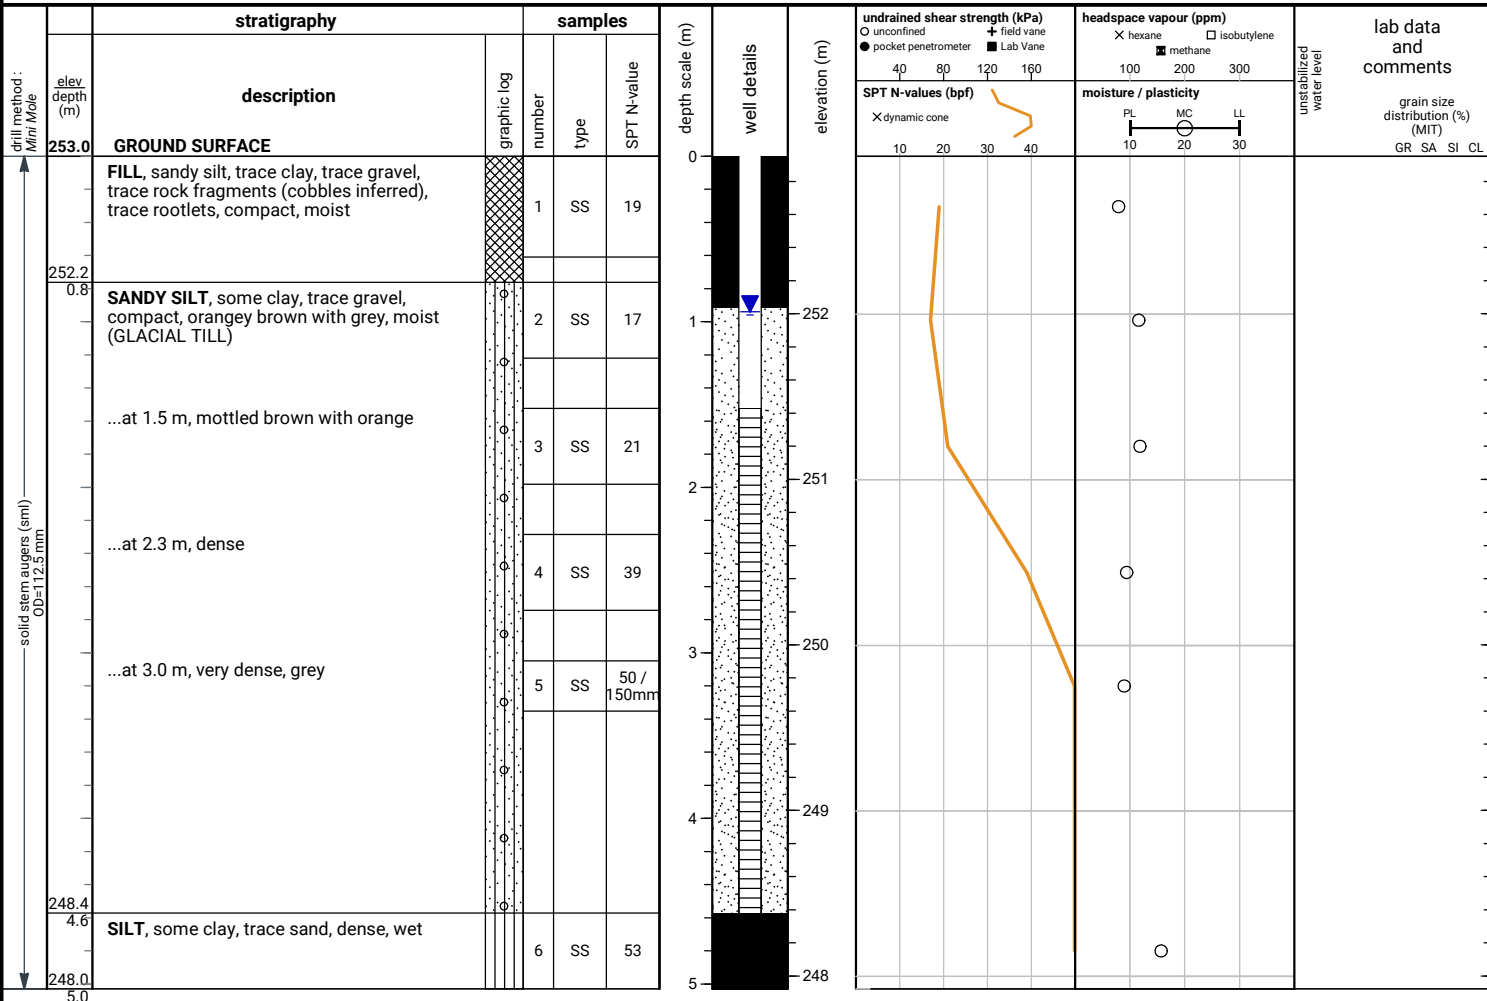 stratigraphy
samples
drill method :
Mini Mole
elev
depth
(m)
description
graphic log
number
type
SPT N-value
depth scale (m)
well details
elevation (m)
undrained shear strength (kPa)
unconfined
field vane
pocket penetrometer
Lab Vane
40 80 120 160
SPT N-values (bpf)
dynamic cone
10 20 30 40
headspace vapour (ppm)
hexane
isobutylene
methane
100 200 300
moisture / plasticity
PL MC LL
10 20 30
unstabilized
water level
lab data
and
comments
grain size
distribution (%)
(MIT)
GR SA SI CL
253.0 GROUND SURFACE
FILL, sandy silt, trace clay, trace gravel,
trace rock fragments (cobbles inferred),
trace rootlets, compact, moist
1 SS 19
252.2
0.8
SANDY SILT, some clay, trace gravel,
compact, orangey brown with grey, moist
(GLACIAL TILL)
2 SS 17
...at 1.5 m, mottled brown with orange
3 SS 21
...at 2.3 m, dense
4 SS 39
...at 3.0 m, very dense, grey
5 SS 50 /
150mm
248.4
4.6
SILT, some clay, trace sand, dense, wet
6 SS 53
248.0
5.0
solid stem augers (sml)
OD=112.5 mm
0
1
2
3
4
5
252
251
250
249
248